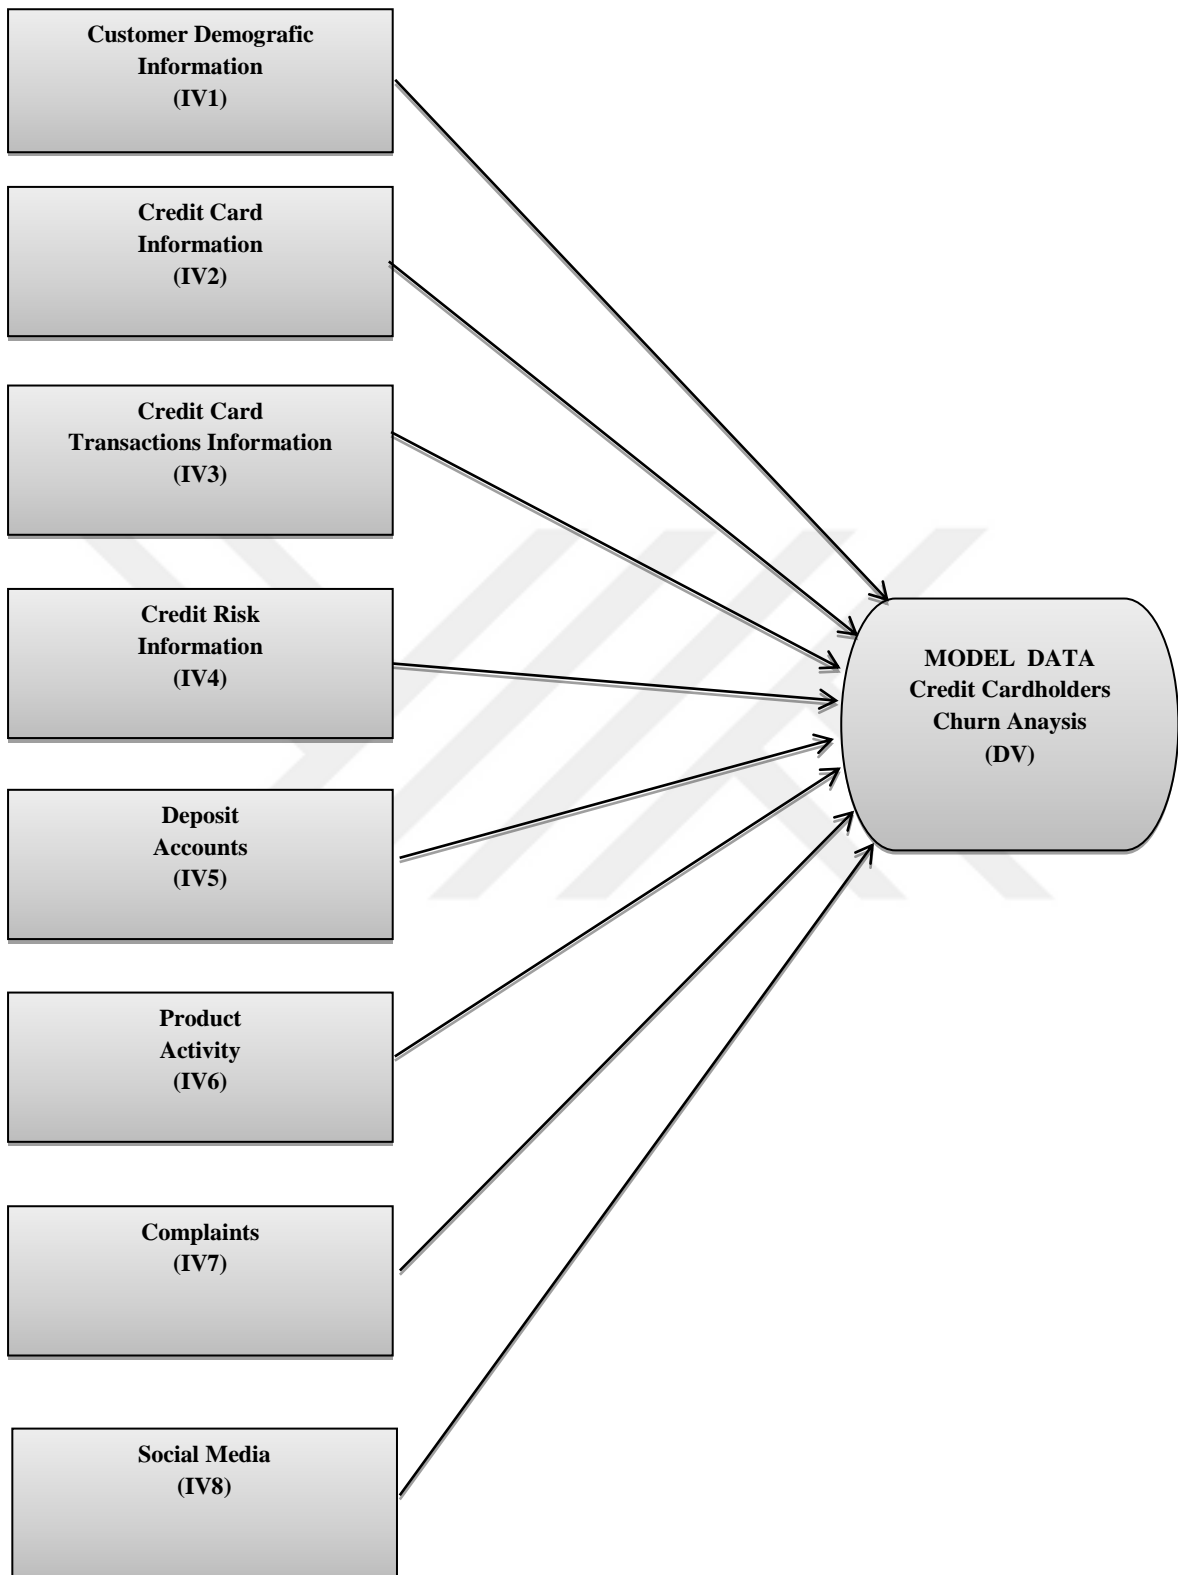 Customer Demografic
Information
(IV1)
Credit Card
Information
(IV2)
Credit Card
Transactions Information
(IV3)
Credit Risk
Information
(IV4)
Deposit
Accounts
(IV5)
Product
Activity
(IV6)
Complaints
(IV7)
Social Media
(IV8)
MODEL  DATA
Credit Cardholders
Churn Anaysis
(DV)